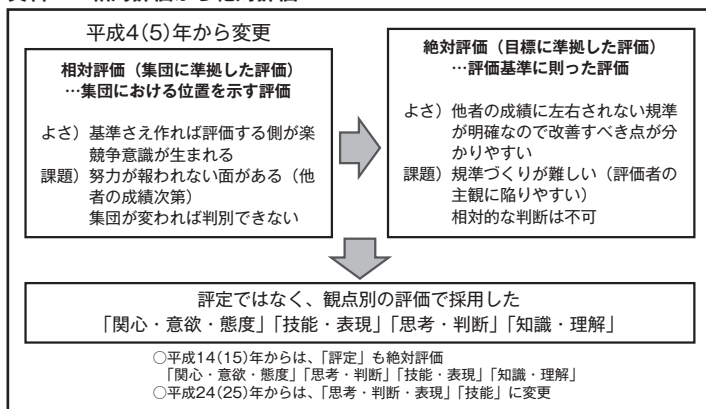 平成4(5)年から変更
相対評価（集団に準拠した評価）
…集団における位置を示す評価
よさ）基準さえ作れば評価する側が楽
競争意識が生まれる
課題）努力が報われない面がある（他
者の成績次第）
集団が変われば判別できない
絶対評価（目標に準拠した評価）
…評価基準に則った評価
よさ）他者の成績に左右されない規準
が明確なので改善すべき点が分
かりやすい
課題）規準づくりが難しい（評価者の
主観に陥りやすい）
相対的な判断は不可
評定ではなく、観点別の評価で採用した
「関心・意欲・態度」「技能・表現」「思考・判断」「知識・理解」
○平成14(15)年からは、「評定」も絶対評価
「関心・意欲・態度」「思考・判断」「技能・表現」「知識・理解」
○平成24(25)年からは、「思考・判断・表現」「技能」に変更